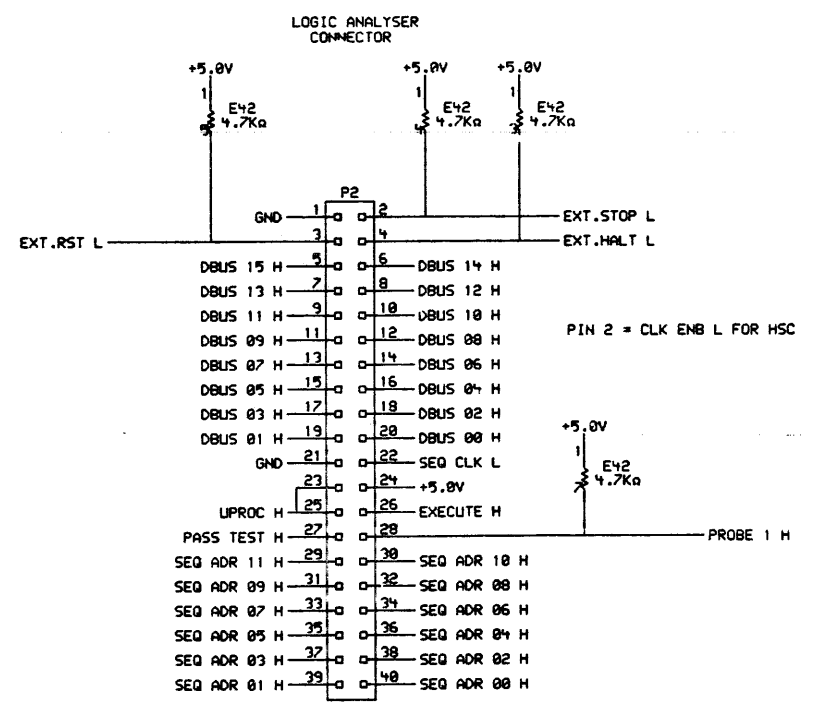 LOGIC ANALYSER
CONNECTOR
+5.0V +5.0V +5.0V
1 1 1
E42 E42 E42
4.7KΩ 4.7KΩ 4.7KΩ
5 4 3
P2
GND 1 2 EXT.STOP L
EXT.RST L 3 4 EXT.HALT L
DBUS 15 H 5 6 DBUS 14 H
DBUS 13 H 7 8 DBUS 12 H
DBUS 11 H 9 10 DBUS 10 H
PIN 2 = CLK ENB L FOR HSC
DBUS 09 H 11 12 DBUS 08 H
DBUS 07 H 13 14 DBUS 06 H
DBUS 05 H 15 16 DBUS 04 H
DBUS 03 H 17 18 DBUS 02 H
DBUS 01 H 19 20 DBUS 00 H
+5.0V
1
GND 21 22 SEQ CLK L
E42
4.7KΩ
7
23 24 +5.0V
UPROC H 25 26 EXECUTE H
PASS TEST H 27 28 PROBE 1 H
SEQ ADR 11 H 29 30 SEQ ADR 10 H
SEQ ADR 09 H 31 32 SEQ ADR 08 H
SEQ ADR 07 H 33 34 SEQ ADR 06 H
SEQ ADR 05 H 35 36 SEQ ADR 04 H
SEQ ADR 03 H 37 38 SEQ ADR 02 H
SEQ ADR 01 H 39 40 SEQ ADR 00 H